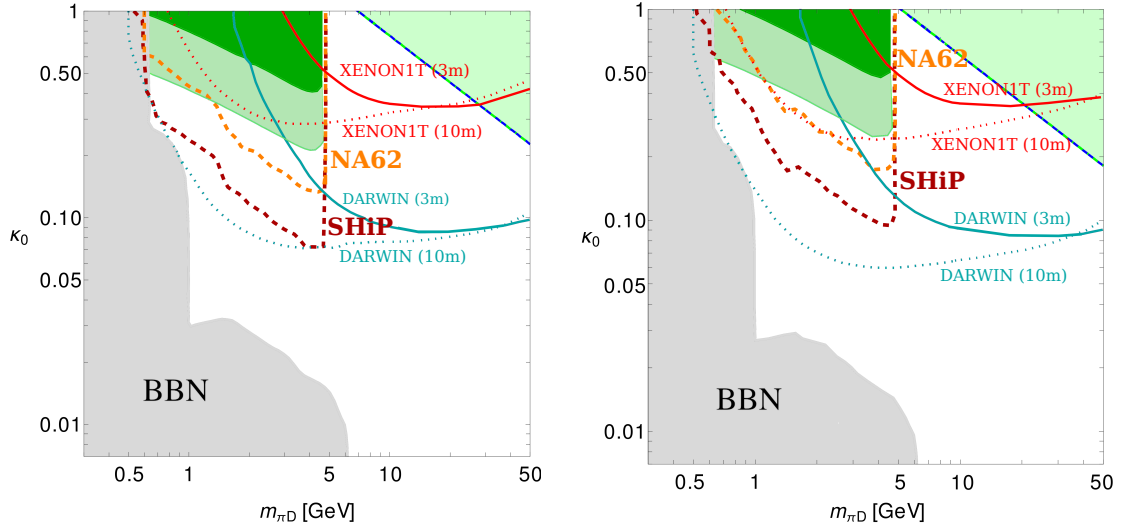 1
0.50
0.10
0.05
0.01
κ₀
XENON1T (3m)
XENON1T (10m)
NA62
DARWIN (3m)
SHiP
DARWIN (10m)
BBN
0.5
1
5
10
50
m_πD [GeV]
1
0.50
0.10
0.05
0.01
κ₀
NA62
XENON1T (3m)
XENON1T (10m)
SHiP
DARWIN (3m)
DARWIN (10m)
BBN
0.5
1
5
10
50
m_πD [GeV]